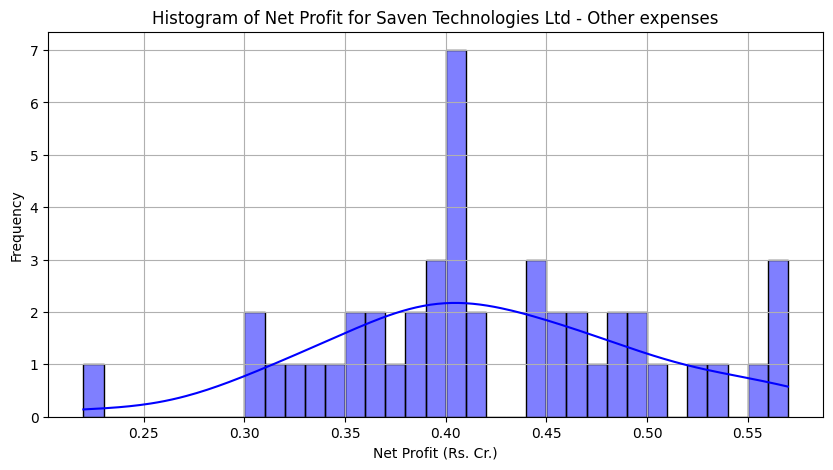 Histogram of Net Profit for Saven Technologies Ltd - Other expenses
7
6
5
4
3
2
1
0
Frequency
0.25 0.30 0.35 0.40 0.45 0.50 0.55
Net Profit (Rs. Cr.)